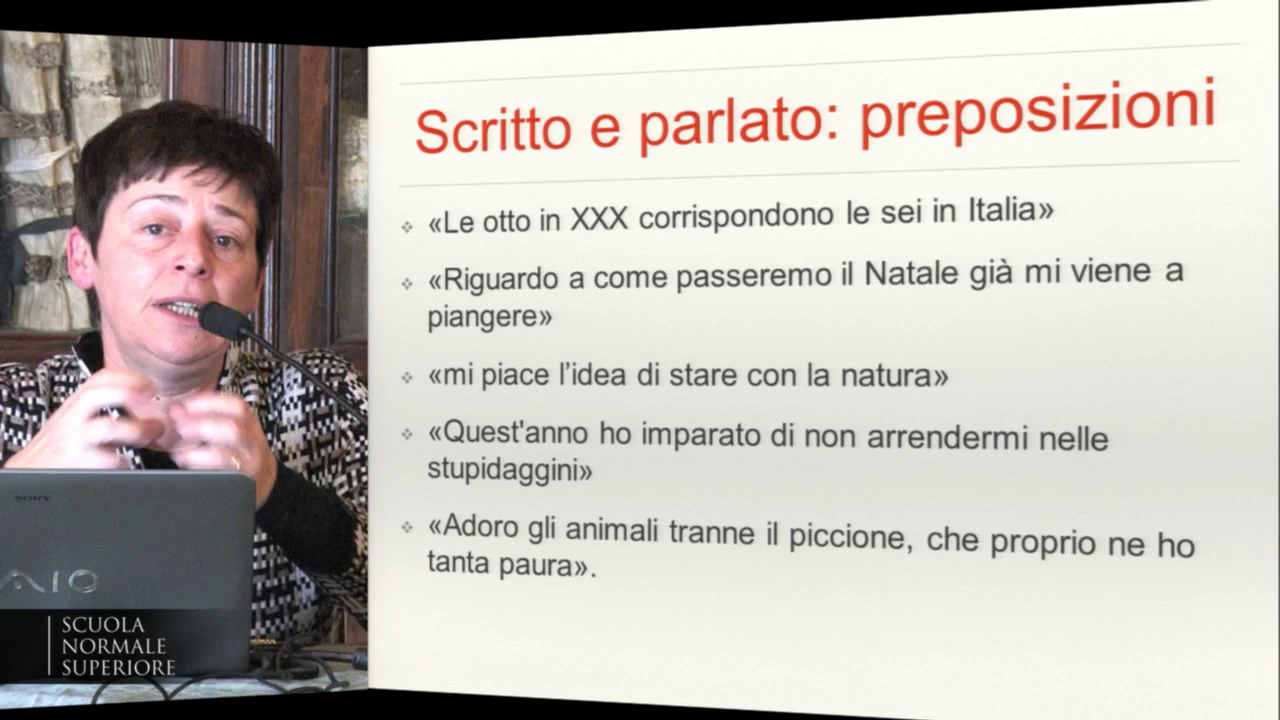 Scritto e parlato: preposizioni
«Le otto in XXX corrispondono le sei in Italia»
«Riguardo a come passeremo il Natale già mi viene a
piangere»
«mi piace l’idea di stare con la natura»
«Quest'anno ho imparato di non arrendermi nelle
stupidaggini»
«Adoro gli animali tranne il piccione, che proprio ne ho
tanta paura».
SONY
VAIO
SCUOLA
NORMALE
SUPERIORE